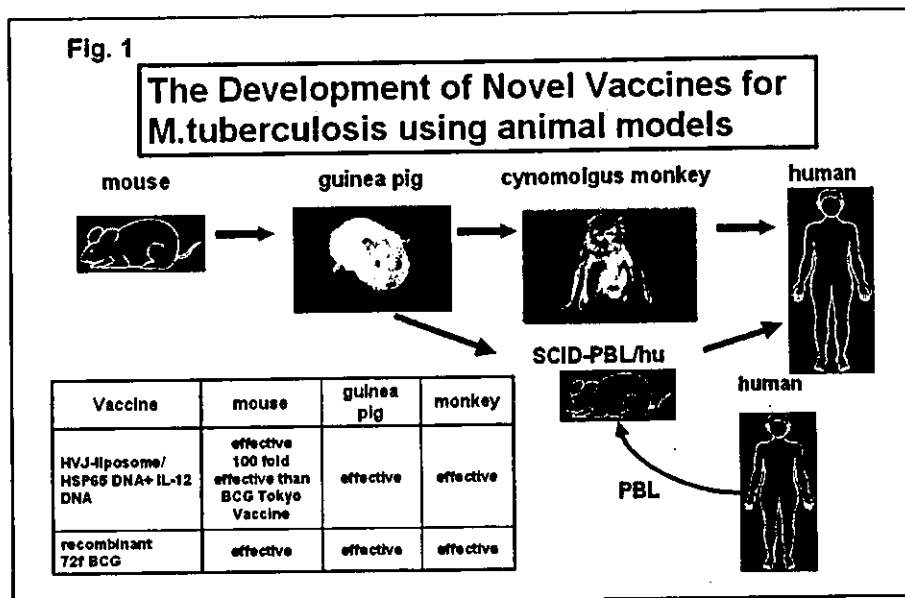 Fig. 1
The Development of Novel Vaccines for
M.tuberculosis using animal models
mouse
guinea pig
cynomolgus monkey
human
SCID-PBL/hu
human
PBL
Vaccine
mouse
guinea
pig
monkey
HVJ-liposome/
HSP65 DNA+ IL-12
DNA
effective
100 fold
effective than
BCG Tokyo
Vaccine
effective
effective
recombinant
72f BCG
effective
effective
effective